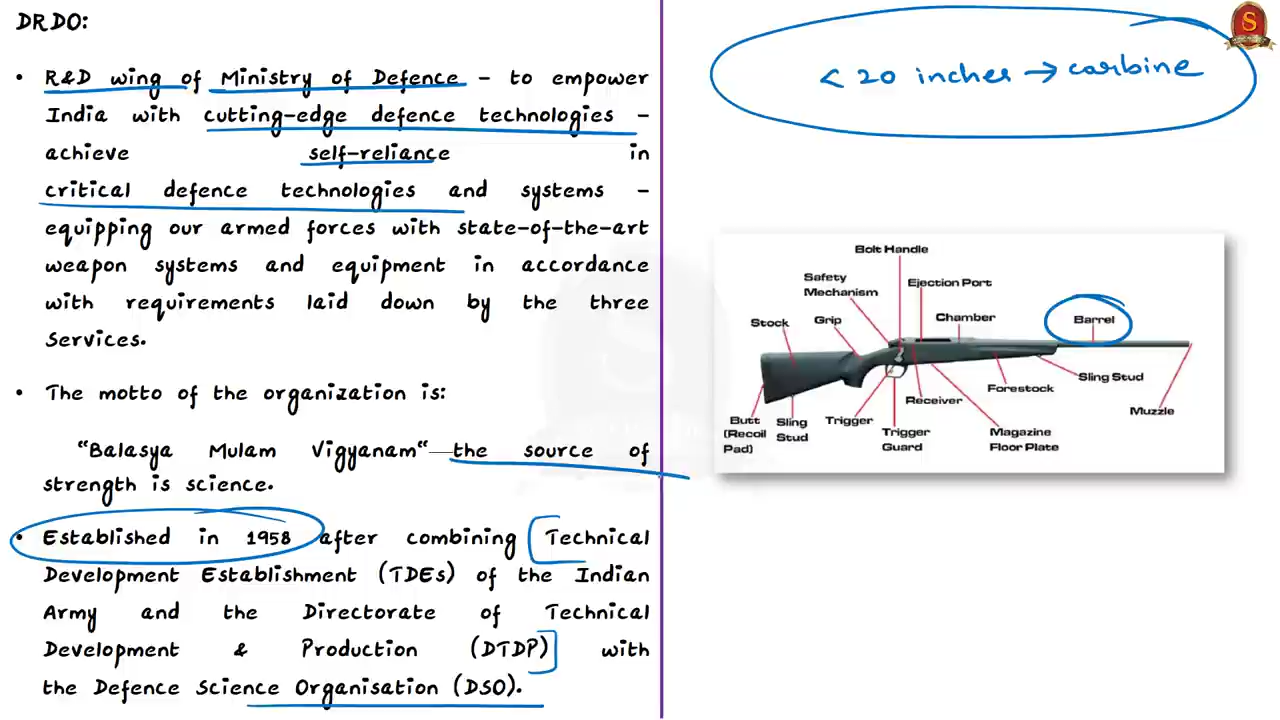 DRDO:
• R&D wing of Ministry of Defence – to empower
India with cutting-edge defence technologies –
achieve self-reliance in
critical defence technologies and systems –
equipping our armed forces with state-of-the-art
weapon systems and equipment in accordance
with requirements laid down by the three
Services.
• The motto of the organization is:
"Balasya Mulam Vigyanam"—the source of
strength is science.
• Established in 1958 after combining Technical
Development Establishment (TDEs) of the Indian
Army and the Directorate of Technical
Development & Production (DTDP) with
the Defence Science Organisation (DSO).
< 20 inches → carbine
S
Bolt Handle
Safety
Mechanism
Ejection Port
Stock
Grip
Chamber
Barrel
Sling Stud
Forestock
Receiver
Muzzle
Butt
(Recoil
Pad)
Sling
Stud
Trigger
Trigger
Guard
Magazine
Floor Plate